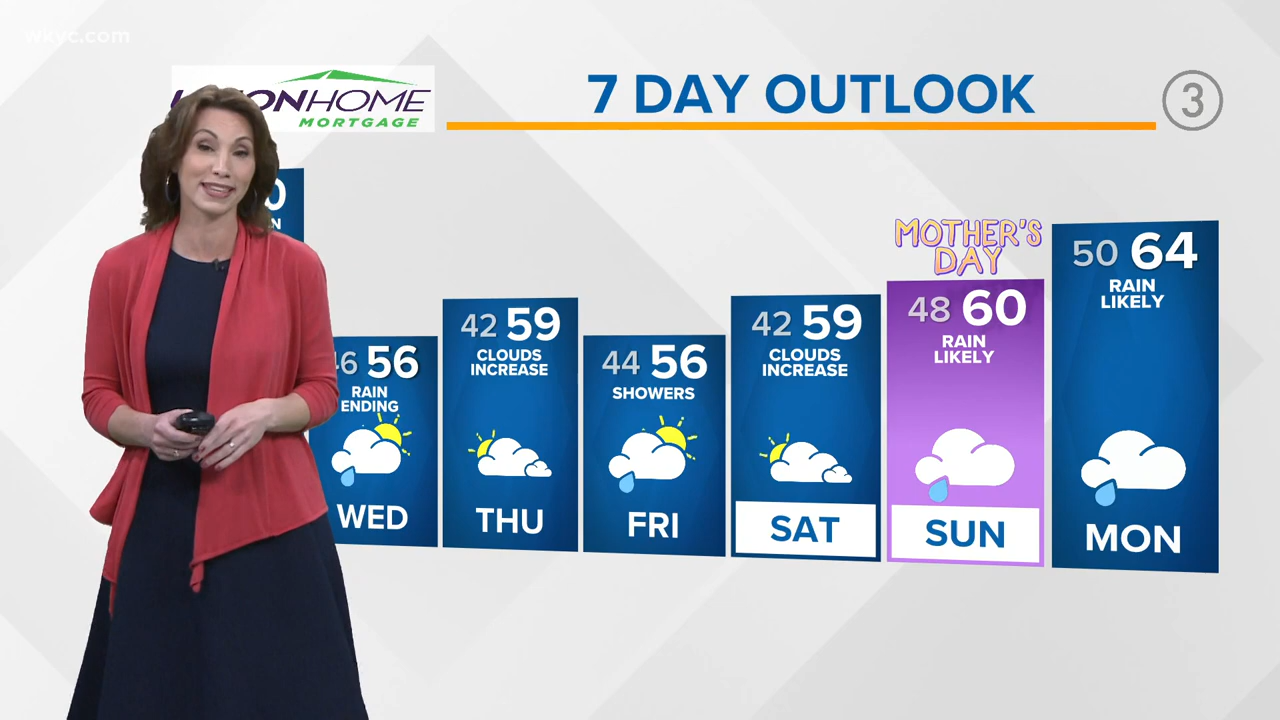 wkyc.com
HOME
MORTGAGE
7 DAY OUTLOOK
3
56
RAIN
ENDING
WED
42 59
CLOUDS
INCREASE
THU
44 56
SHOWERS
FRI
42 59
CLOUDS
INCREASE
SAT
MOTHER'S
DAY
48 60
RAIN
LIKELY
SUN
50 64
RAIN
LIKELY
MON